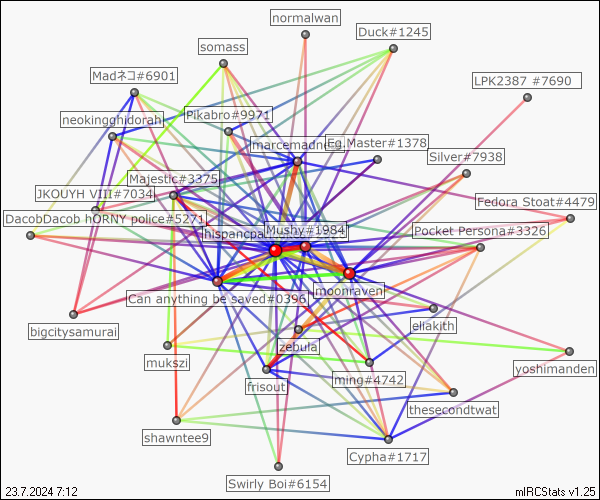 normalwan
Duck#1245
somass
Madネコ#6901
LPK2387 #7690
Pikabro#9971
neokingghidorah
Eg.Master#1378
marcemadne
Silver#7938
Majestic#3375
JKOUYH VIII#7034
Fedora Stoat#4479
DacobDacob hORNY police#5271
Mushy#1984
hispancpa
Pocket Persona#3326
moonraven
Can anything be saved#0396
eliakith
bigcitysamurai
zebula
mukszi
yoshimanden
frisout
ming#4742
thesecondtwat
shawntee9
Cypha#1717
Swirly Boi#6154
23.7.2024 7:12
mIRCStats v1.25